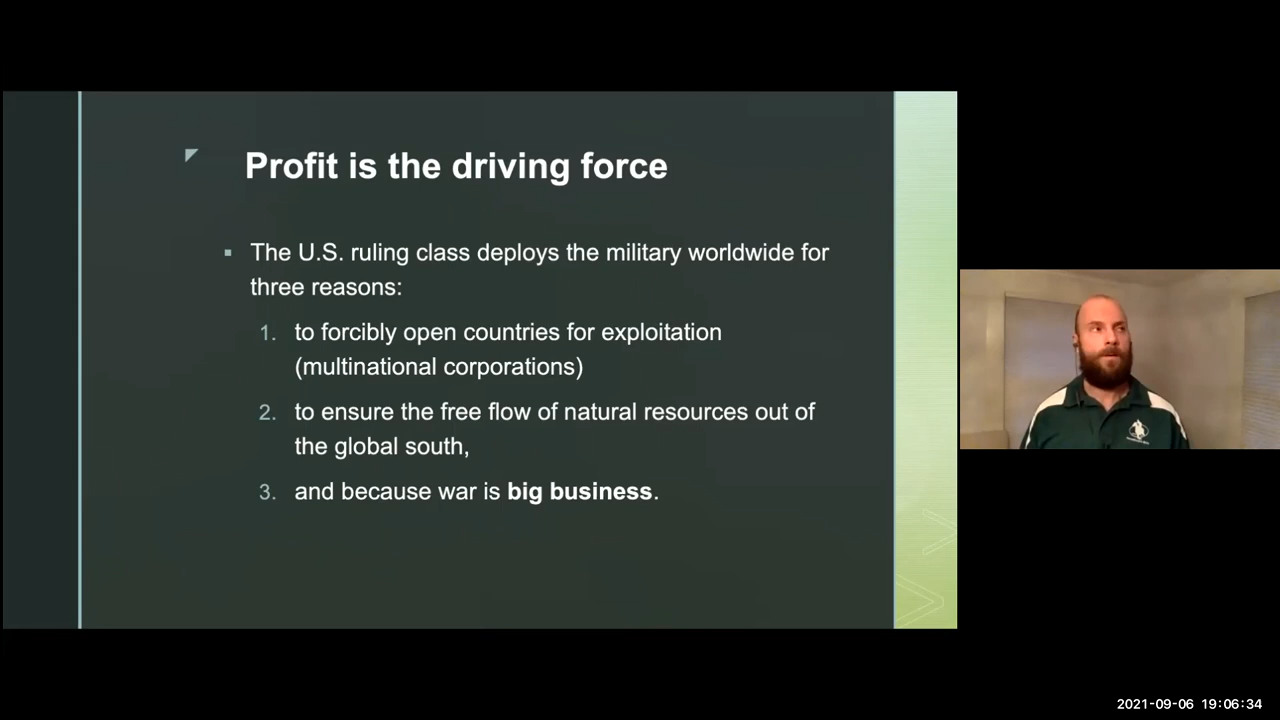 Profit is the driving force
▪ The U.S. ruling class deploys the military worldwide for
three reasons:
1. to forcibly open countries for exploitation
(multinational corporations)
2. to ensure the free flow of natural resources out of
the global south,
3. and because war is big business.
2021-09-06 19:06:34